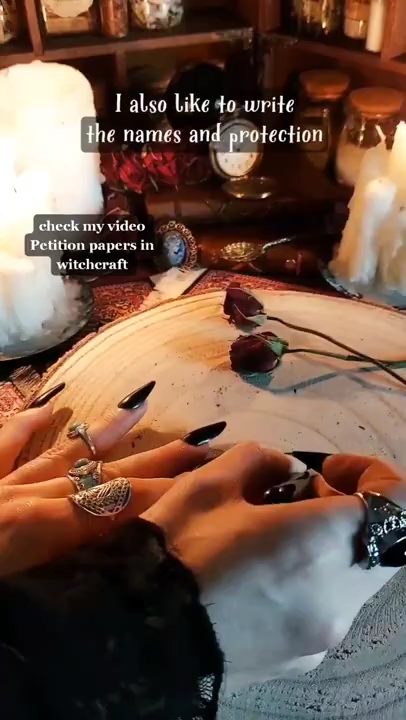 I also like to write
the names and protection
check my video
Petition papers in
witchcraft